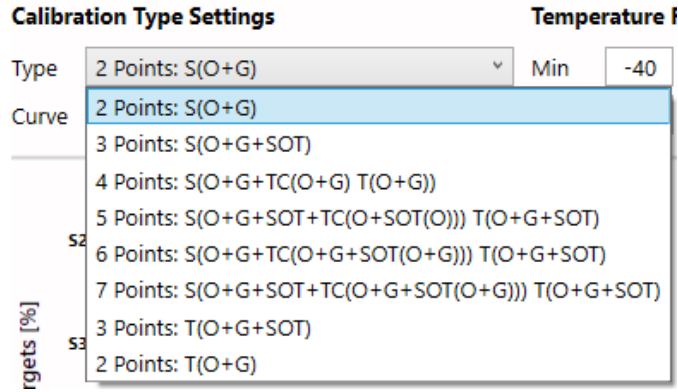 Calibration Type Settings
Temperature
Type
2 Points: S(O+G)
Min
-40
Curve
2 Points: S(O+G)
3 Points: S(O+G+SOT)
4 Points: S(O+G+TC(O+G) T(O+G))
5 Points: S(O+G+SOT+TC(O+SOT(O))) T(O+G+SOT)
6 Points: S(O+G+TC(O+G+SOT(O+G))) T(O+G+SOT)
7 Points: S(O+G+SOT+TC(O+G+SOT(O+G))) T(O+G+SOT)
3 Points: T(O+G+SOT)
2 Points: T(O+G)
S2
S3
rgets [%]